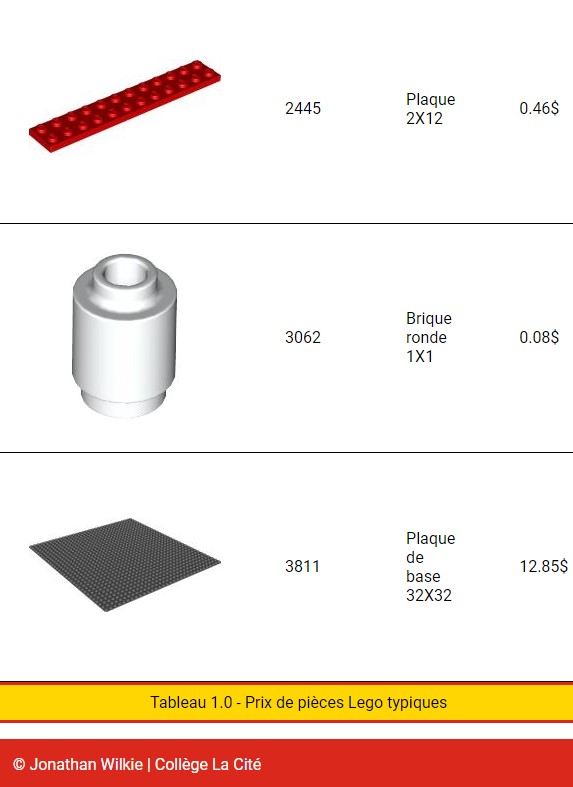 2445
Plaque
2X12
0.46$
3062
Brique
ronde
1X1
0.08$
3811
Plaque
de
base
32X32
12.85$
Tableau 1.0 - Prix de pièces Lego typiques
© Jonathan Wilkie | Collège La Cité